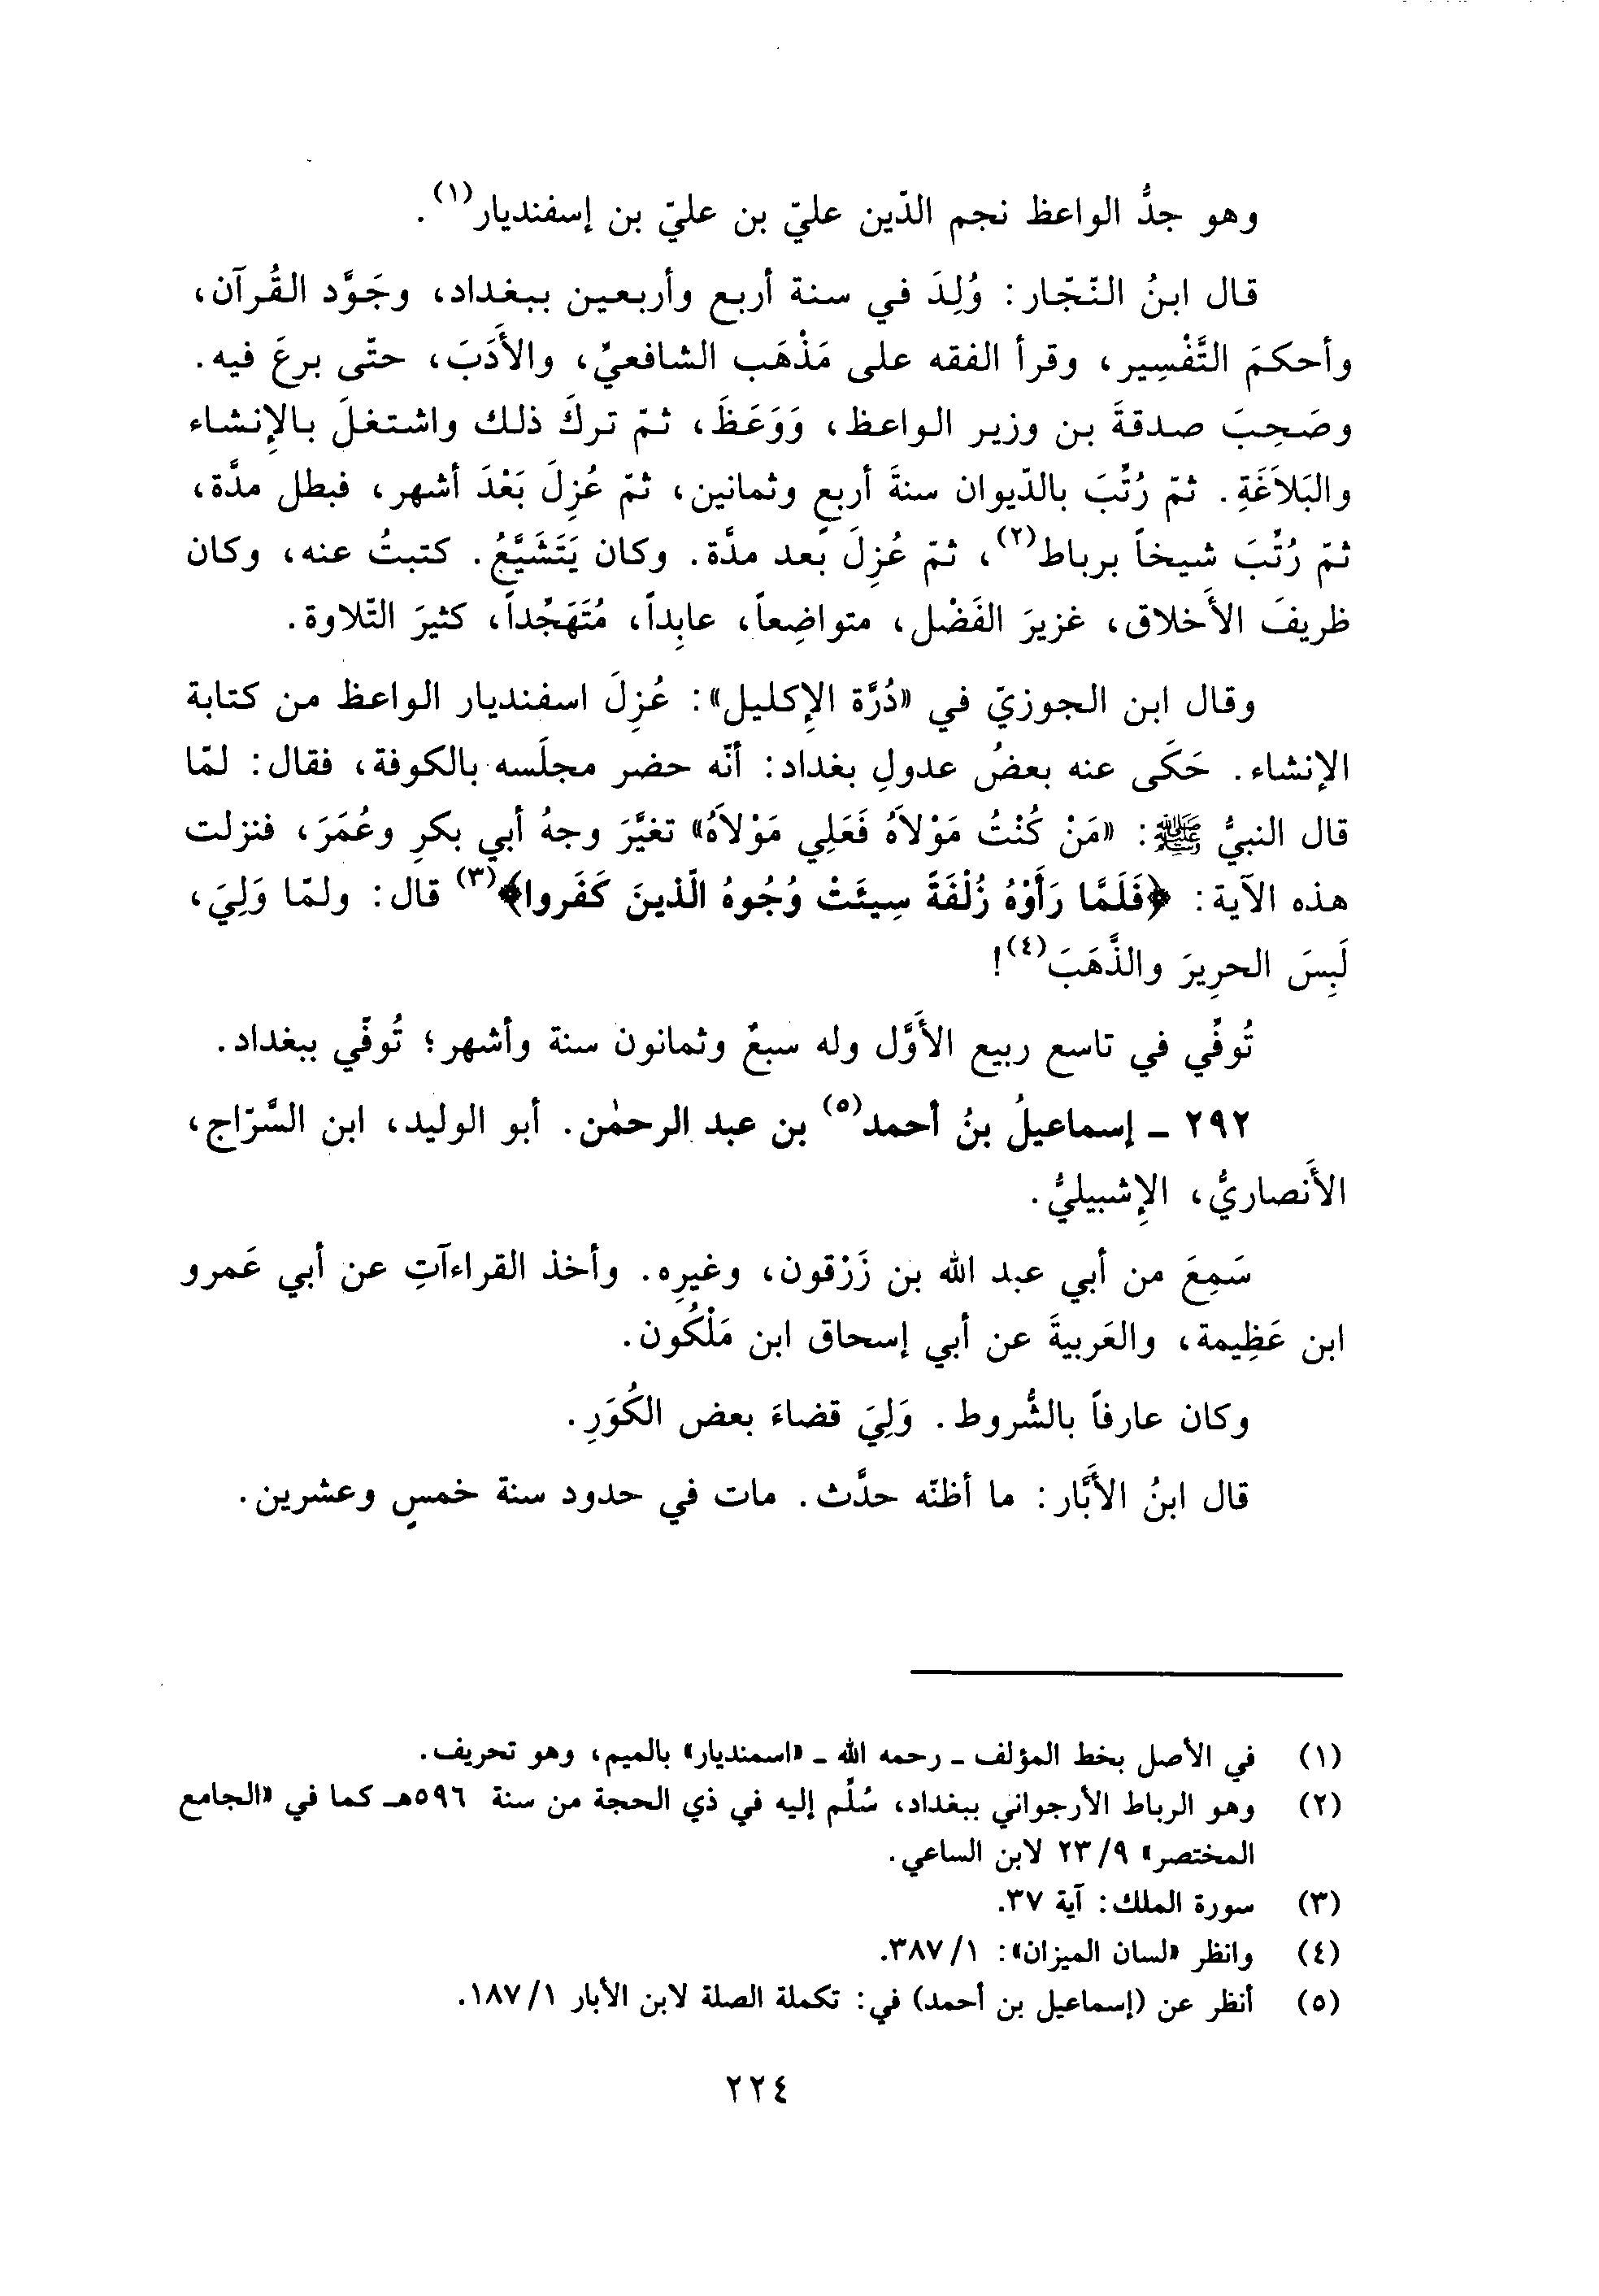 وهو جدُّ الواعظ نجم الدّين عليّ بن عليّ بن إسفنديار(١).
قال ابنُ النّجّار: وُلِدَ في سنة أربع وأربعين ببغداد، وجَوَّد القُرآن،
وأحكمَ التَّفْسِير، وقرأ الفقه على مَذْهَب الشافعيِّ، والأَدَبَ، حتّى برعَ فيه.
وصَحِبَ صدقةَ بن وزير الواعظ، وَوَعَظَ، ثمّ تركَ ذلك واشتغلَ بالإنشاء
والبَلاَغَةِ. ثمّ رُتِّبَ بالدّيوان سنةَ أربعٍ وثمانين، ثمّ عُزِلَ بَعْدَ أشهر، فبطل مدَّة،
ثمّ رُتِّبَ شيخاً برباط(٢)، ثمّ عُزِلَ بعد مدَّة. وكان يَتَشَيَّعُ. كتبتُ عنه، وكان
ظريفَ الأَخلاق، غزيرَ الفَضْل، متواضِعاً، عابِداً، مُتَهَجِّداً، كثيرَ التّلاوة.
وقال ابن الجوزيّ في «دُرَّة الإكليل»: عُزِلَ اسفنديار الواعظ من كتابة
الإنشاء. حَكَى عنه بعضُ عدولِ بغداد: أنّه حضر مجلَسه بالكوفة، فقال: لمّا
قال النبيُّ ﷺ: «مَنْ كُنْتُ مَوْلاَهُ فَعَلِي مَوْلاَهُ» تغيَّرَ وجهُ أبي بكرٍ وعُمَرَ، فنزلت
هذه الآية: ﴿فَلَمَّا رَأَوْهُ زُلْفَةً سِيئَتْ وُجُوهُ الّذينَ كَفَروا﴾(٣) قال: ولمّا وَلِيَ،
لَبِسَ الحرِيرَ والذَّهَبَ(٤)!
تُوفِّي في تاسع ربيع الأوَّل وله سبعٌ وثمانون سنة وأشهر؛ تُوفّي ببغداد.
٢٩٢ ـ إسماعيلُ بنُ أحمد(٥) بن عبد الرحمٰن. أبو الوليد، ابن السَّرّاج،
الأَنصاريُّ، الإشبيليُّ.
سَمِعَ من أبي عبد الله بن زَرْقون، وغيرِه. وأخذ القراءآتِ عن أبي عَمرو
ابن عَظِيمة، والعَربيةَ عن أبي إسحاق ابن مَلْكُون.
وكان عارفاً بالشُّروط. وَلِيَ قضاءَ بعض الكُوَرِ.
قال ابنُ الأَبَّار: ما أظنّه حدَّث. مات في حدود سنة خمسٍ وعشرين.
(١) في الأصل بخط المؤلف ـ رحمه الله ـ «اسمنديار» بالميم، وهو تحريف.
(٢) وهو الرباط الأرجواني ببغداد، سُلِّم إليه في ذي الحجة من سنة ٥٩٦هـ كما في «الجامع
المختصر» ٢٣/٩ لابن الساعي.
(٣) سورة الملك: آية ٣٧.
(٤) وانظر «لسان الميزان»: ٣٨٧/١.
(٥) أنظر عن (إسماعيل بن أحمد) في: تكملة الصلة لابن الأبار ١٨٧/١.
٢٢٤